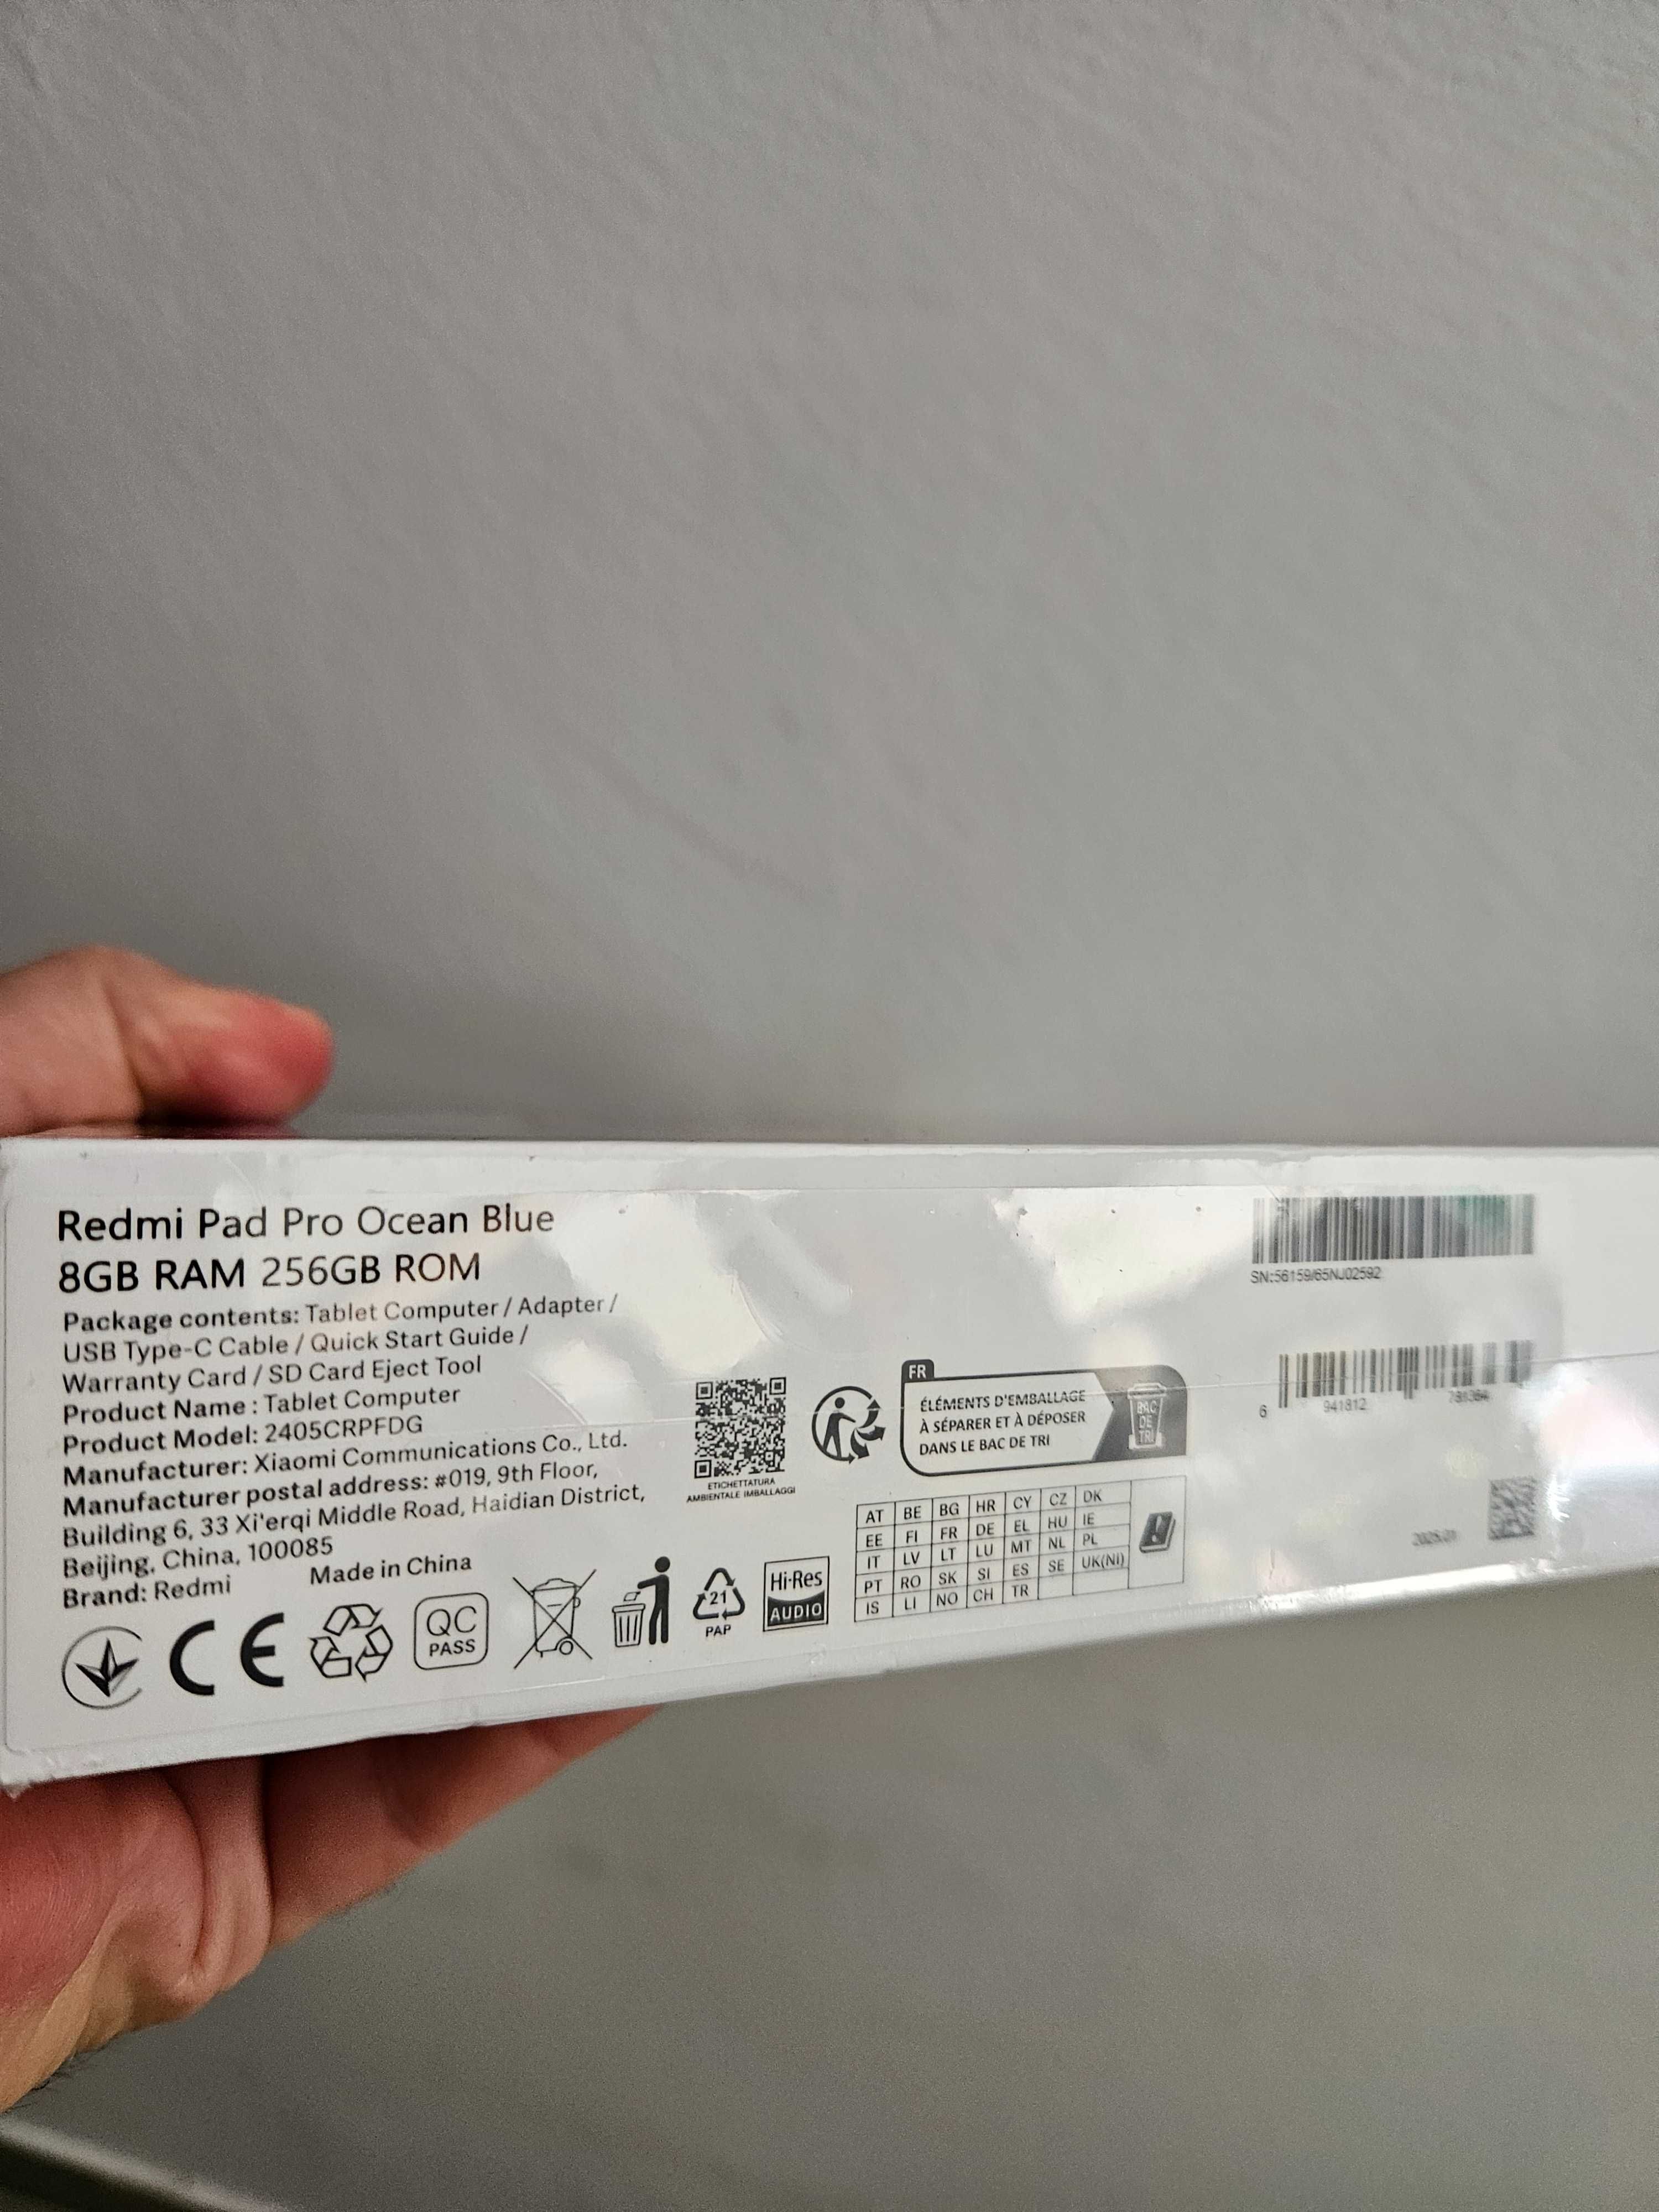 Redmi Pad Pro Ocean Blue
8GB RAM 256GB ROM
Package contents: Tablet Computer / Adapter /
USB Type-C Cable / Quick Start Guide /
Warranty Card / SD Card Eject Tool
Product Name : Tablet Computer
Product Model: 2405CRPFDG
Manufacturer: Xiaomi Communications Co., Ltd.
Manufacturer postal address: #019, 9th Floor,
Building 6, 33 Xi'erqi Middle Road, Haidian District,
Beijing, China, 100085
Brand: Redmi
Made in China
CE
QC
PASS
21
PAP
Hi-Res
AUDIO
ETICHETTATURA
AMBIENTALE IMBALLAGGI
FR
ÉLÉMENTS D'EMBALLAGE
À SÉPARER ET À DÉPOSER
DANS LE BAC DE TRI
BAC
DE
TRI
AT BE BG HR CY CZ DK
EE FI FR DE EL HU IE
IT LV LT LU MT NL PL
PT RO SK SI ES SE UK(NI)
IS LI NO CH TR
6 941812
2025.01